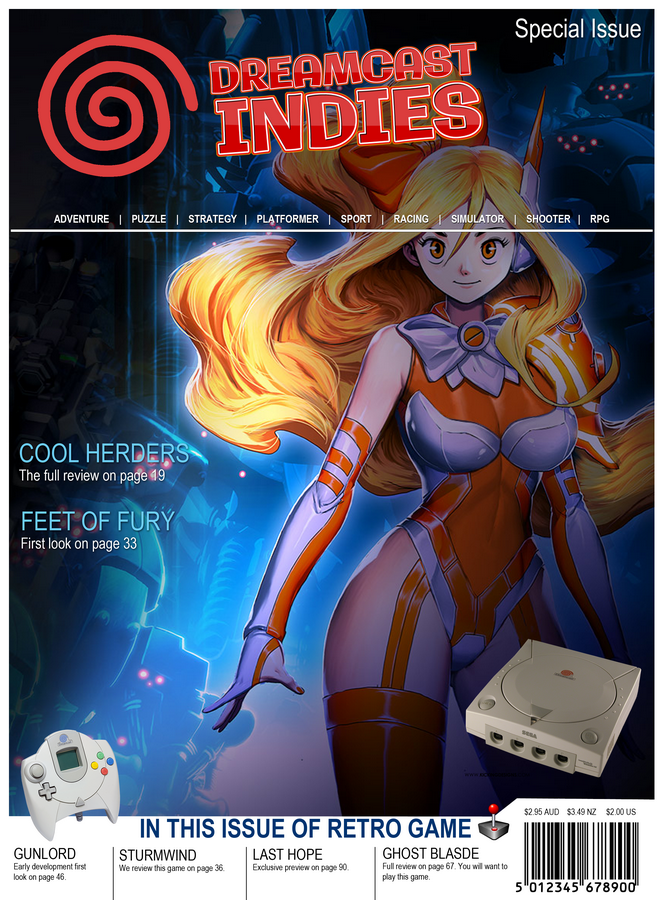 Special Issue
DREAMCAST
INDIES
ADVENTURE | PUZZLE | STRATEGY | PLATFORMER | SPORT | RACING | SIMULATOR | SHOOTER | RPG
COOL HERDERS
The full review on page 19
FEET OF FURY
First look on page 33
SEGA
IN THIS ISSUE OF RETRO GAME
$2.95 AUD $3.49 NZ $2.00 US
GUNLORD
Early development first
look on page 46.
STURMWIND
We review this game on page 36.
LAST HOPE
Exclusive preview on page 90.
GHOST BLASDE
Full review on page 67. You will want to
play this game.
5 012345 678900